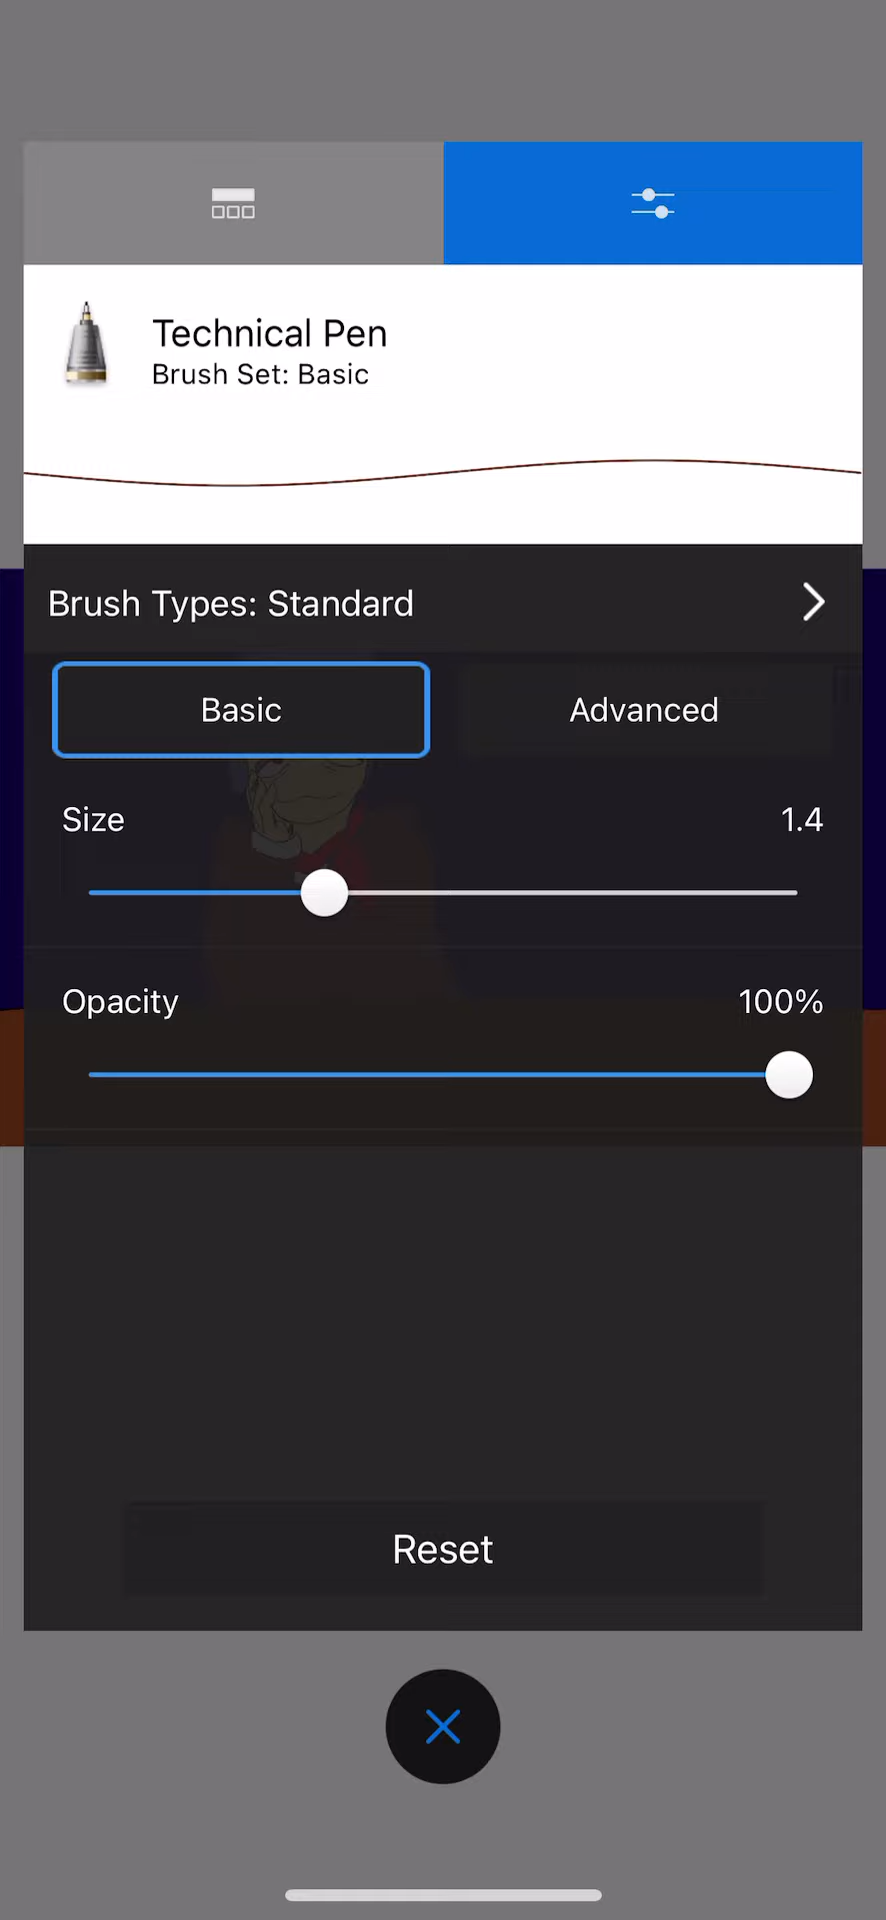 Technical Pen
Brush Set: Basic
Brush Types: Standard
Basic
Advanced
Size
1.4
Opacity
100%
Reset